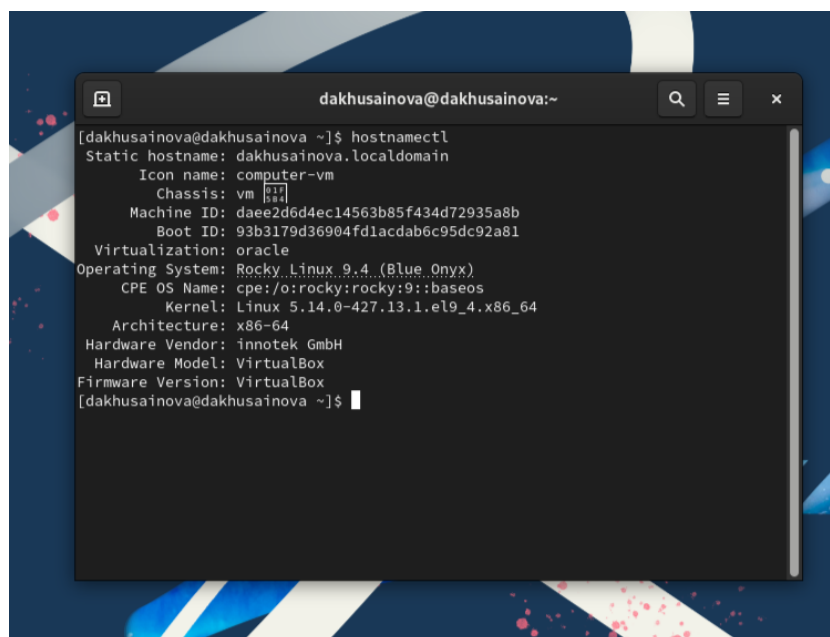 dakhusainova@dakhusainova:~
[dakhusainova@dakhusainova ~]$ hostnamectl
Static hostname: dakhusainova.localdomain
Icon name: computer-vm
Chassis: vm 🖴
Machine ID: daee2d6d4ec14563b85f434d72935a8b
Boot ID: 93b3179d36904fd1acdab6c95dc92a81
Virtualization: oracle
Operating System: Rocky Linux 9.4 (Blue Onyx)
CPE OS Name: cpe:/o:rocky:rocky:9::baseos
Kernel: Linux 5.14.0-427.13.1.el9_4.x86_64
Architecture: x86-64
Hardware Vendor: innotek GmbH
Hardware Model: VirtualBox
Firmware Version: VirtualBox
[dakhusainova@dakhusainova ~]$